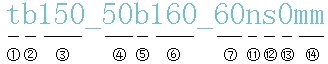 tb150_50b160_60ns0mm
① ② ③ ④ ⑤ ⑥ ⑦ ⑪ ⑫ ⑬ ⑭